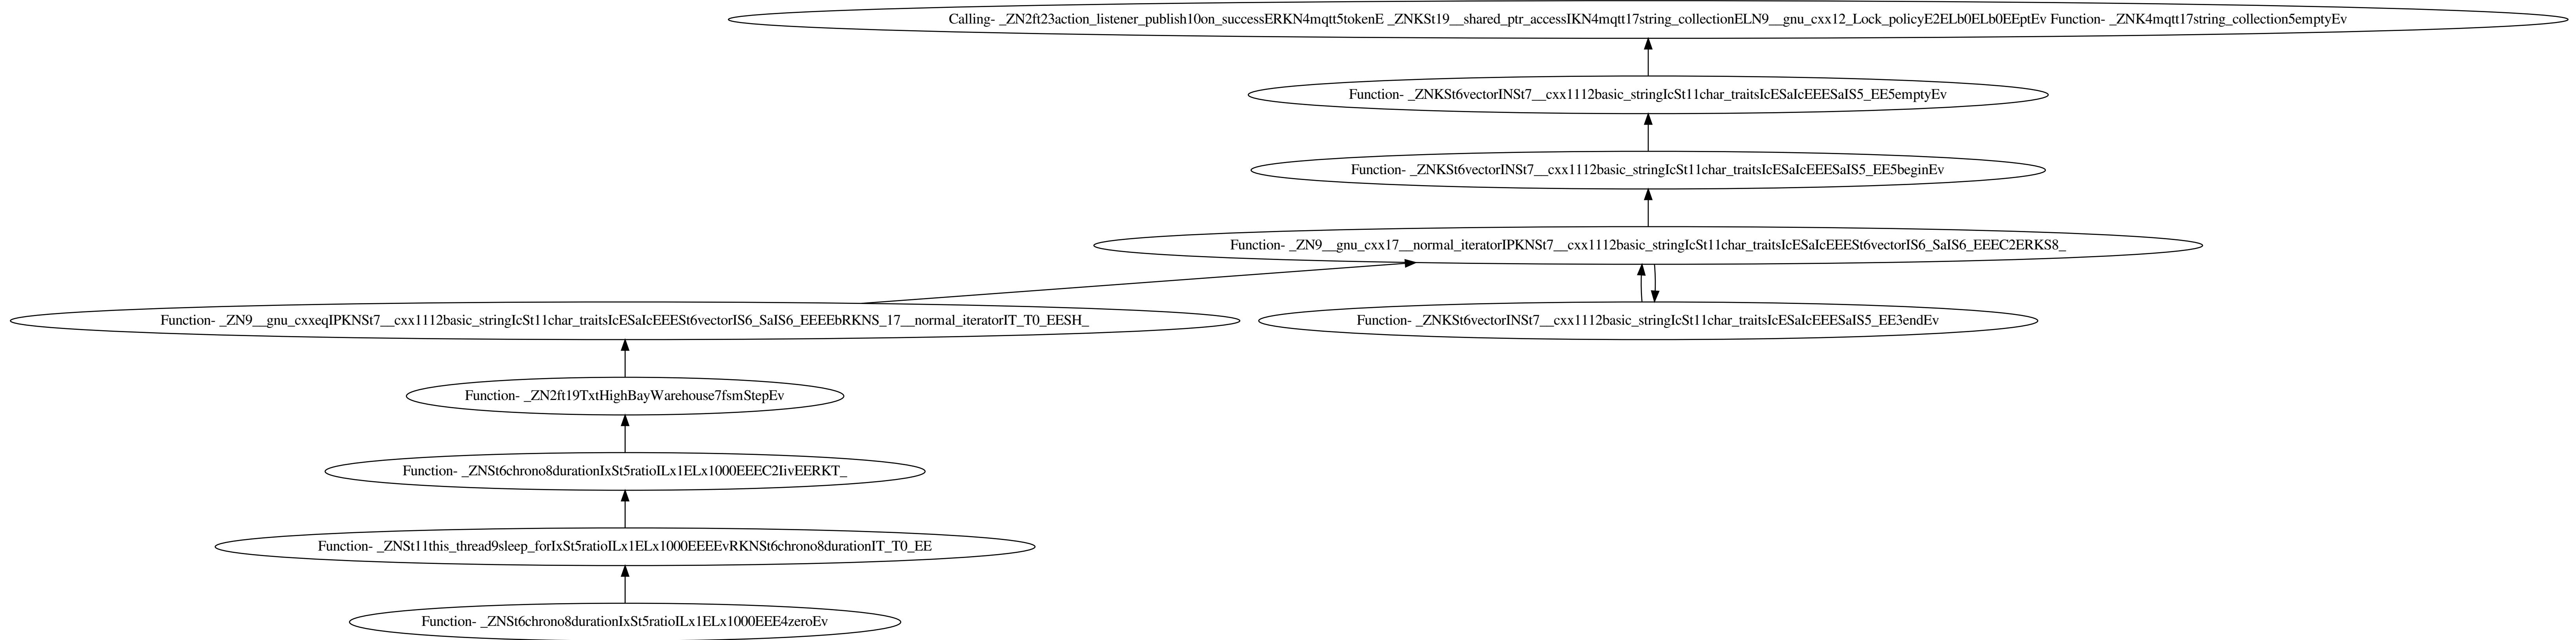 Calling- _ZN2ft23action_listener_publish10on_successERKN4mqtt5tokenE _ZNKSt19__shared_ptr_accessIKN4mqtt17string_collectionELN9__gnu_cxx12_Lock_policyE2ELb0ELb0EEptEv Function- _ZNK4mqtt17string_collection5emptyEv
Function- _ZNKSt6vectorINSt7__cxx1112basic_stringIcSt11char_traitsIcESaIcEEESaIS5_EE5emptyEv
Function- _ZNKSt6vectorINSt7__cxx1112basic_stringIcSt11char_traitsIcESaIcEEESaIS5_EE5beginEv
Function- _ZN9__gnu_cxx17__normal_iteratorIPKNSt7__cxx1112basic_stringIcSt11char_traitsIcESaIcEEESt6vectorIS6_SaIS6_EEEC2ERKS8_
Function- _ZN9__gnu_cxxeqIPKNSt7__cxx1112basic_stringIcSt11char_traitsIcESaIcEEESt6vectorIS6_SaIS6_EEEEbRKNS_17__normal_iteratorIT_T0_EESH_
Function- _ZNKSt6vectorINSt7__cxx1112basic_stringIcSt11char_traitsIcESaIcEEESaIS5_EE3endEv
Function- _ZN2ft19TxtHighBayWarehouse7fsmStepEv
Function- _ZNSt6chrono8durationIxSt5ratioILx1ELx1000EEEC2IivEERKT_
Function- _ZNSt11this_thread9sleep_forIxSt5ratioILx1ELx1000EEEEvRKNSt6chrono8durationIT_T0_EE
Function- _ZNSt6chrono8durationIxSt5ratioILx1ELx1000EEE4zeroEv